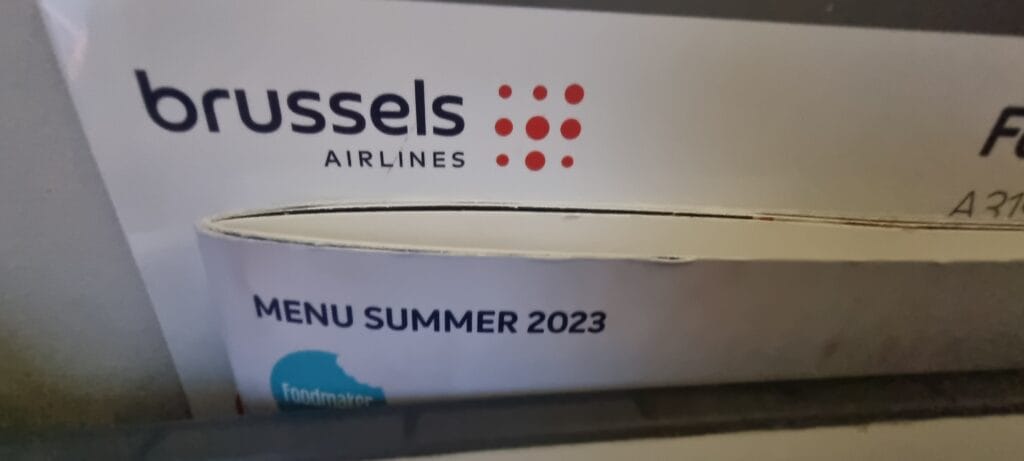 brussels
AIRLINES
MENU SUMMER 2023
Foodmaker